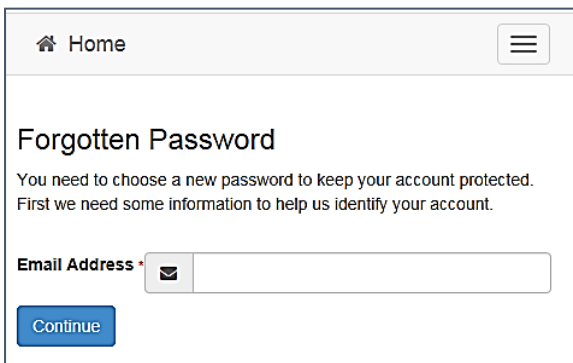 Home
Forgotten Password
You need to choose a new password to keep your account protected.
First we need some information to help us identify your account.
Email Address *
Continue